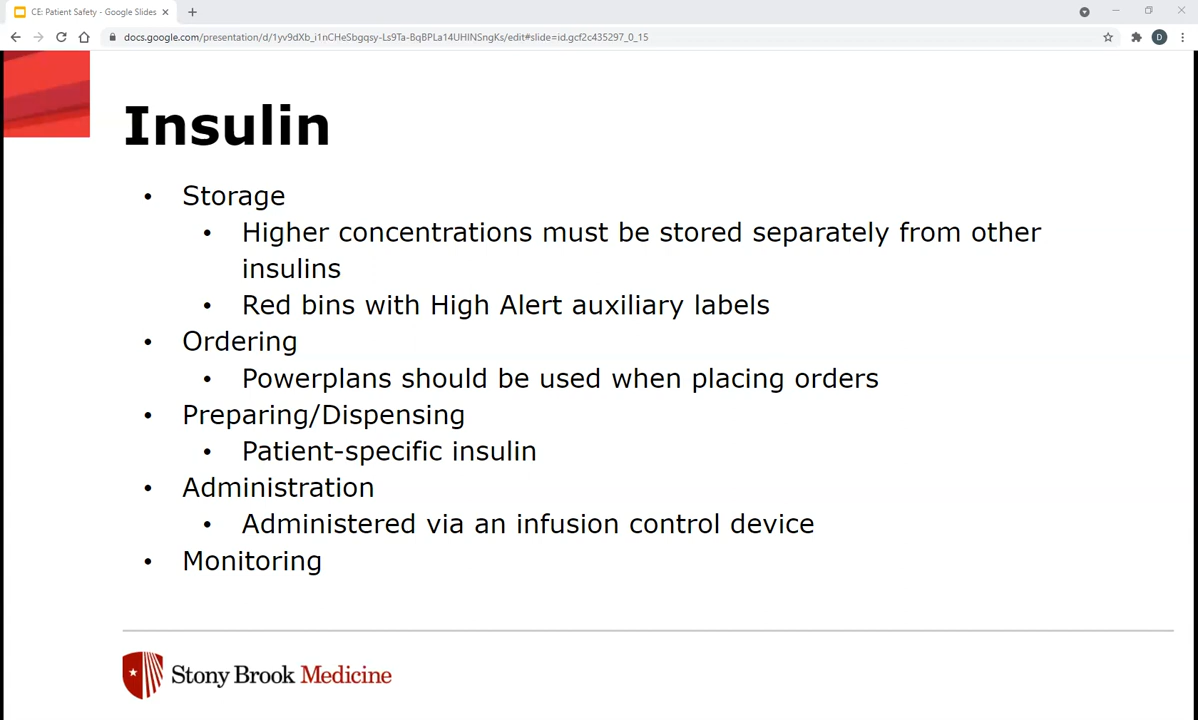 CE: Patient Safety - Google Slides
docs.google.com/presentation/d/1yv9dXb_i1nCHeSbgqsy-Ls9Ta-BqBPLa14UHINSngKs/edit#slide=id.gcf2c435297_0_15
D
Insulin
• Storage
• Higher concentrations must be stored separately from other
insulins
• Red bins with High Alert auxiliary labels
• Ordering
• Powerplans should be used when placing orders
• Preparing/Dispensing
• Patient-specific insulin
• Administration
• Administered via an infusion control device
• Monitoring
Stony Brook Medicine